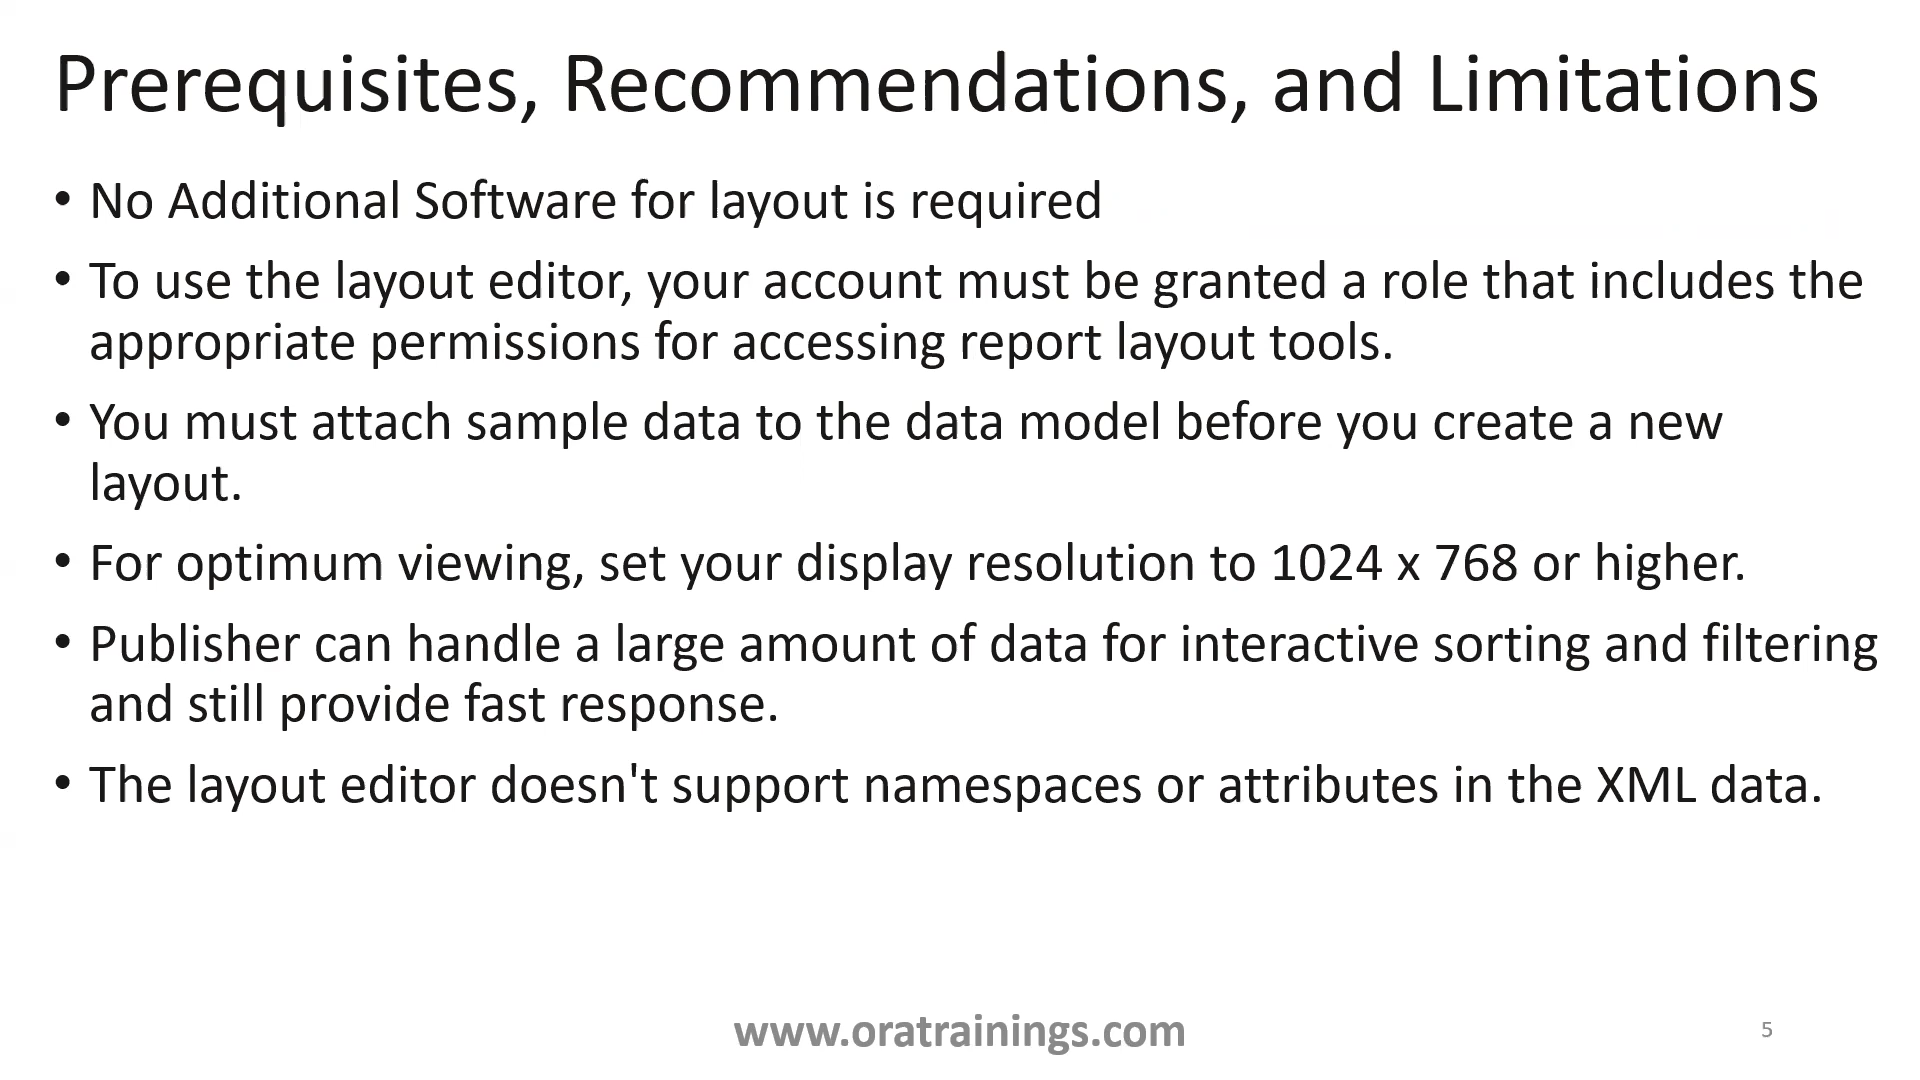 Prerequisites, Recommendations, and Limitations
• No Additional Software for layout is required
• To use the layout editor, your account must be granted a role that includes the
appropriate permissions for accessing report layout tools.
• You must attach sample data to the data model before you create a new
layout.
• For optimum viewing, set your display resolution to 1024 x 768 or higher.
• Publisher can handle a large amount of data for interactive sorting and filtering
and still provide fast response.
• The layout editor doesn't support namespaces or attributes in the XML data.
www.oratrainings.com
5